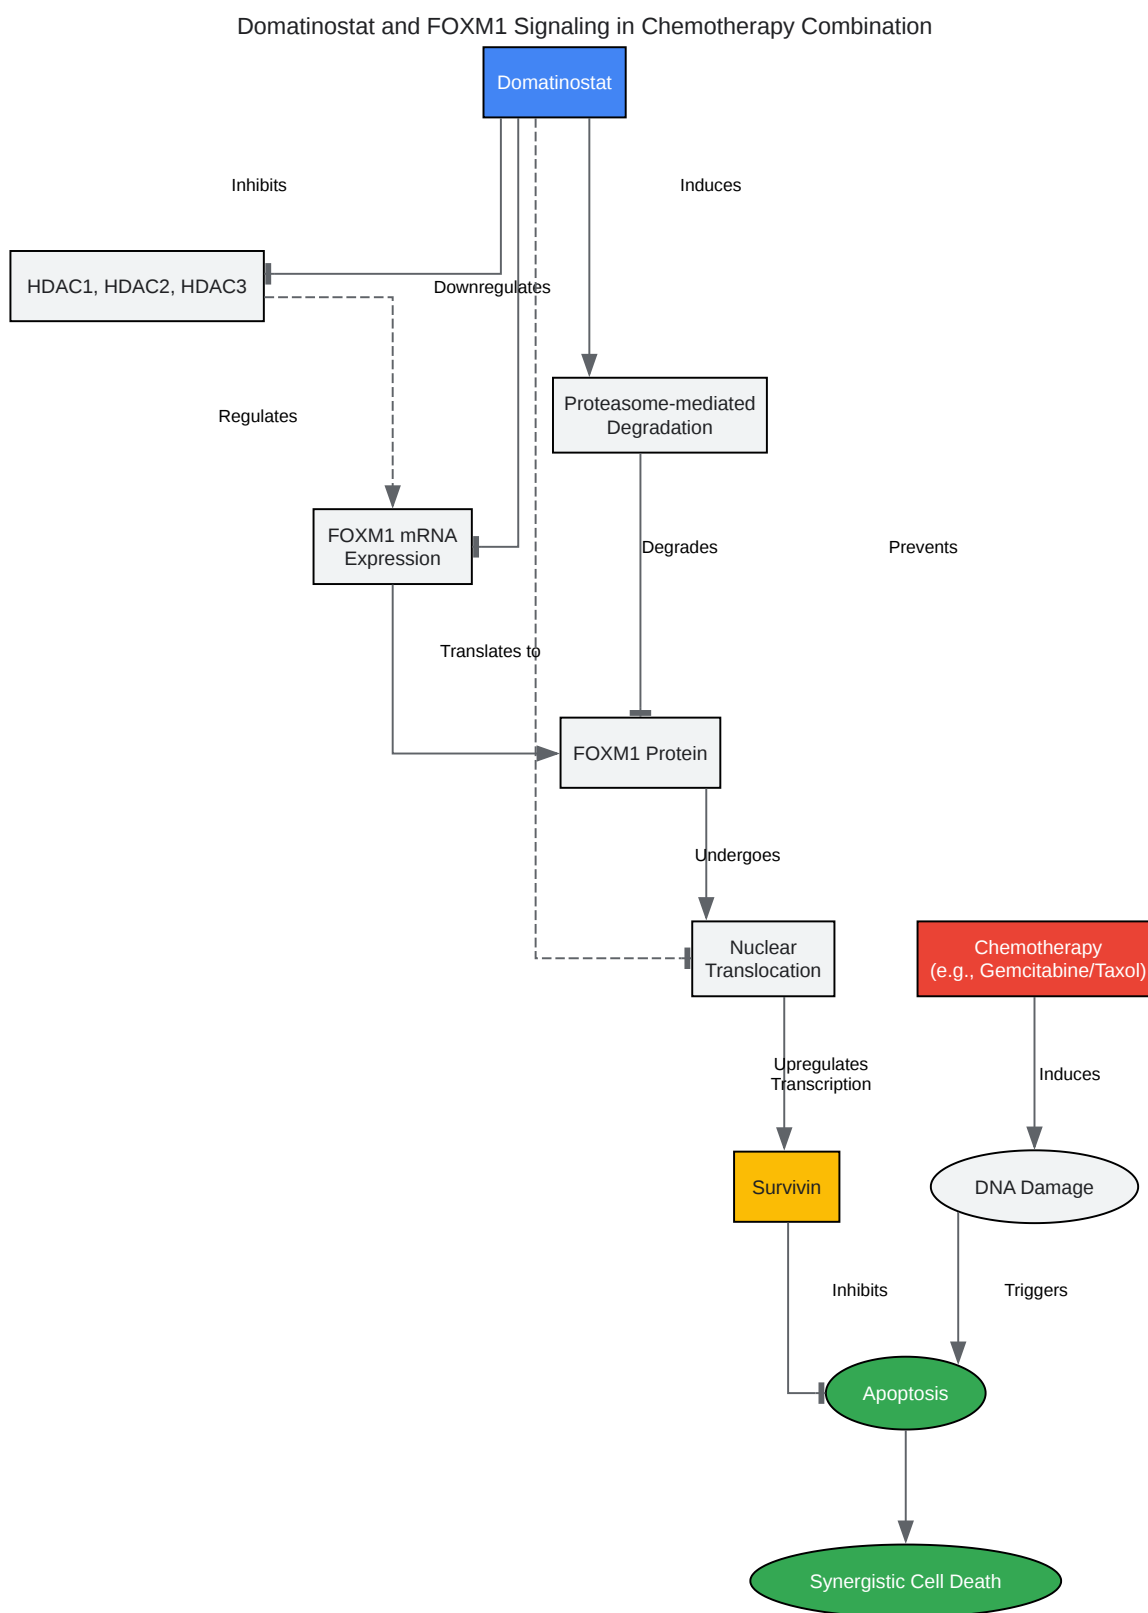 Domatinostat and FOXM1 Signaling in Chemotherapy Combination
Domatinostat
Inhibits
Induces
HDAC1, HDAC2, HDAC3
Downregulates
Regulates
Proteasome-mediated
Degradation
FOXM1 mRNA
Expression
Degrades
Prevents
Translates to
FOXM1 Protein
Undergoes
Nuclear
Translocation
Chemotherapy
(e.g., Gemcitabine/Taxol)
Upregulates
Transcription
Induces
Survivin
DNA Damage
Inhibits
Triggers
Apoptosis
Synergistic Cell Death